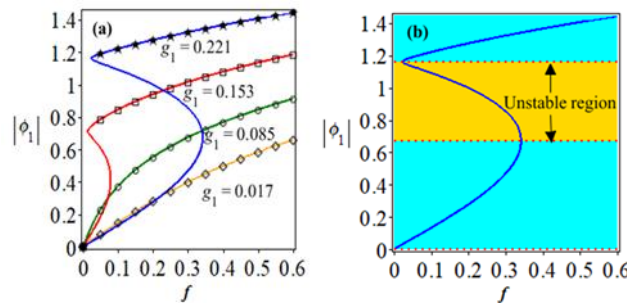 (a)
1.4
1.2
1
0.8
0.6
0.4
0.2
0
|ϕ₁|
g₁ = 0.221
g₁ = 0.153
g₁ = 0.085
g₁ = 0.017
0 0.1 0.2 0.3 0.4 0.5 0.6
f
(b)
1.4
1.2
1
0.8
0.6
0.4
0.2
0
|ϕ₁|
Unstable region
0 0.1 0.2 0.3 0.4 0.5 0.6
f